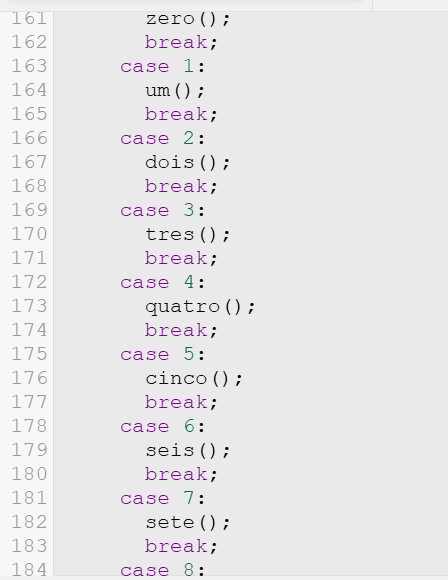 161 zero();
162 break;
163 case 1:
164 um();
165 break;
166 case 2:
167 dois();
168 break;
169 case 3:
170 tres();
171 break;
172 case 4:
173 quatro();
174 break;
175 case 5:
176 cinco();
177 break;
178 case 6:
179 seis();
180 break;
181 case 7:
182 sete();
183 break;
184 case 8: